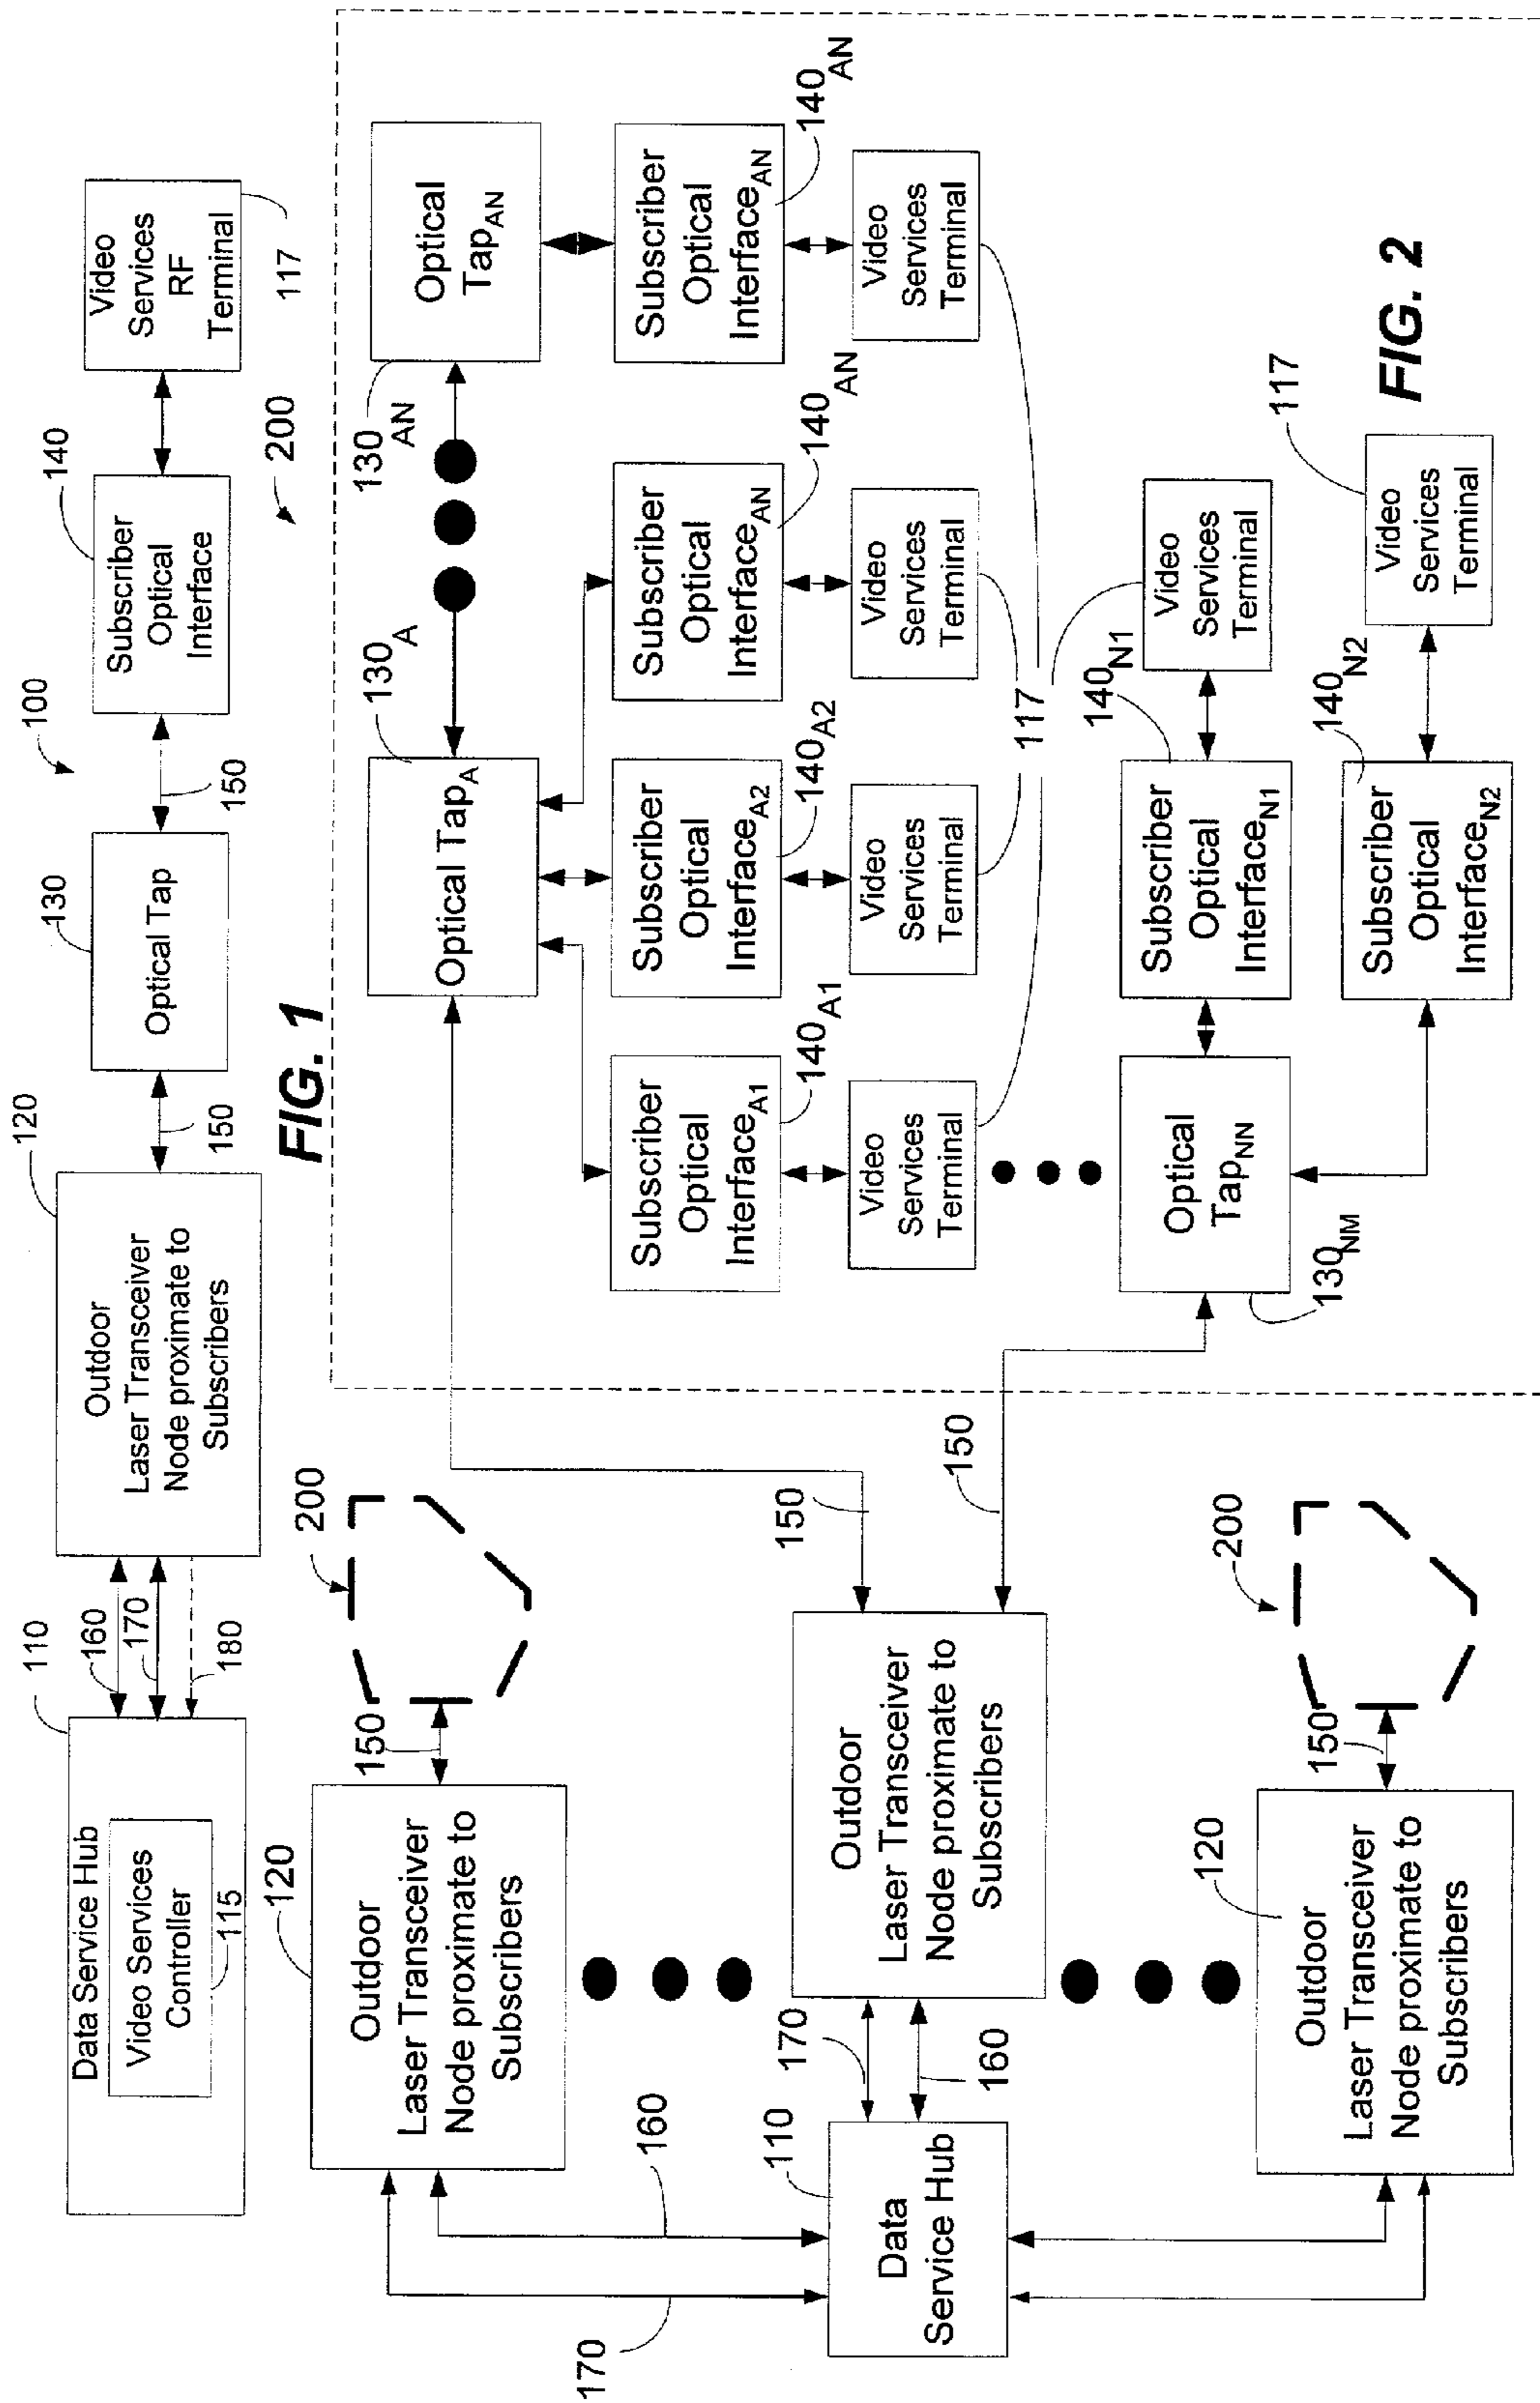 100
110
Data Service Hub
Video Services
Controller
115
160
170
180
120
Outdoor
Laser Transceiver
Node proximate to
Subscribers
150
130
Optical Tap
150
140
Subscriber
Optical
Interface
Video
Services
RF
Terminal
117
FIG. 1
200
120
Outdoor
Laser Transceiver
Node proximate to
Subscribers
150
200
170
160
110
Data
Service Hub
170
160
Outdoor
Laser Transceiver
Node proximate to
Subscribers
150
150
120
Outdoor
Laser Transceiver
Node proximate to
Subscribers
150
200
Optical TapA
130A
130AN
Optical
TapAN
Subscriber
Optical
InterfaceA1
140A1
Subscriber
Optical
InterfaceA2
140A2
Subscriber
Optical
InterfaceAN
140AN
Subscriber
Optical
InterfaceAN
140AN
Video
Services
Terminal
Video
Services
Terminal
Video
Services
Terminal
Video
Services
Terminal
117
Optical
TapNN
130NM
Subscriber
Optical
InterfaceN1
140N1
Video
Services
Terminal
Subscriber
Optical
InterfaceN2
140N2
Video
Services
Terminal
117
FIG. 2